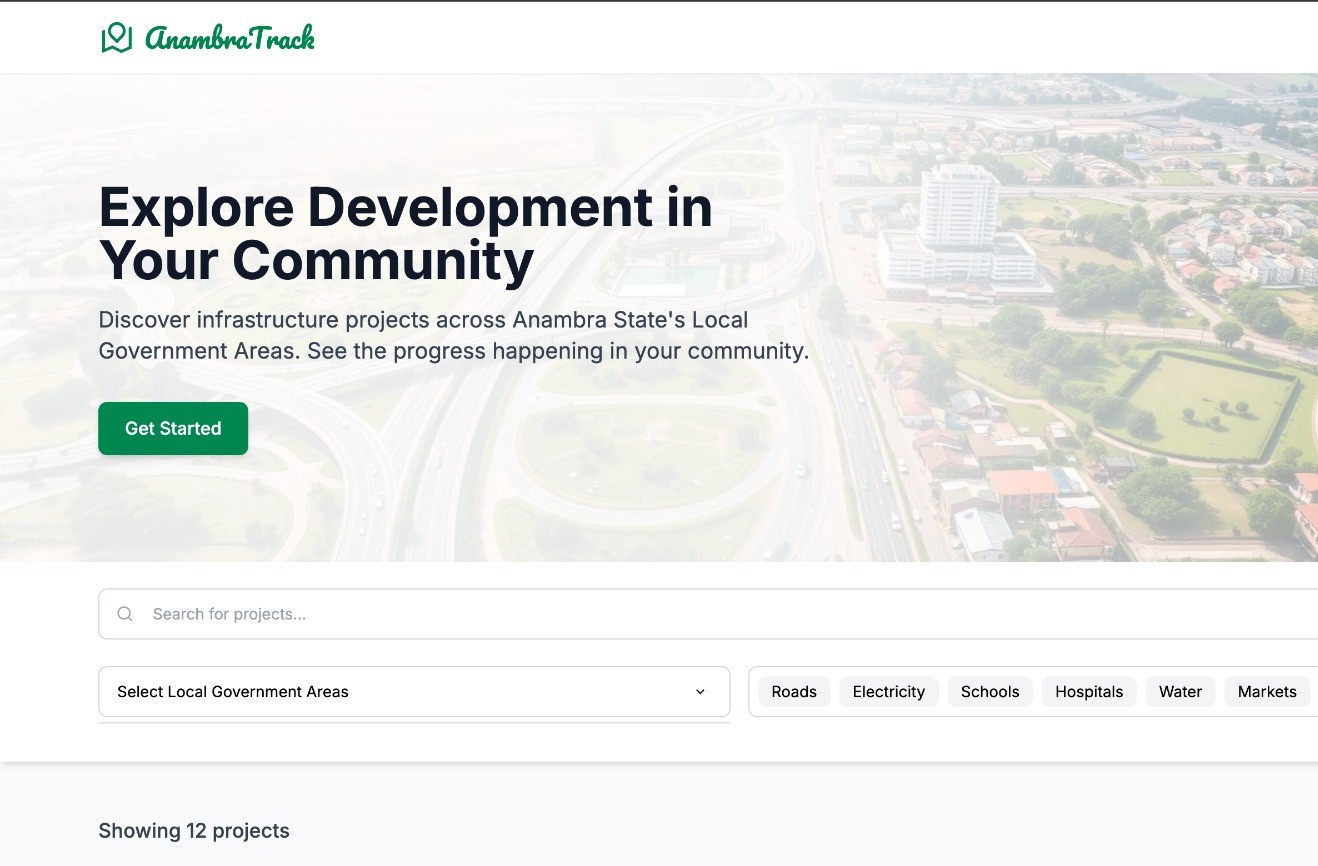 AnambraTrack
Explore Development in
Your Community
Discover infrastructure projects across Anambra State's Local
Government Areas. See the progress happening in your community.
Get Started
Search for projects...
Select Local Government Areas
Roads Electricity Schools Hospitals Water Markets
Showing 12 projects